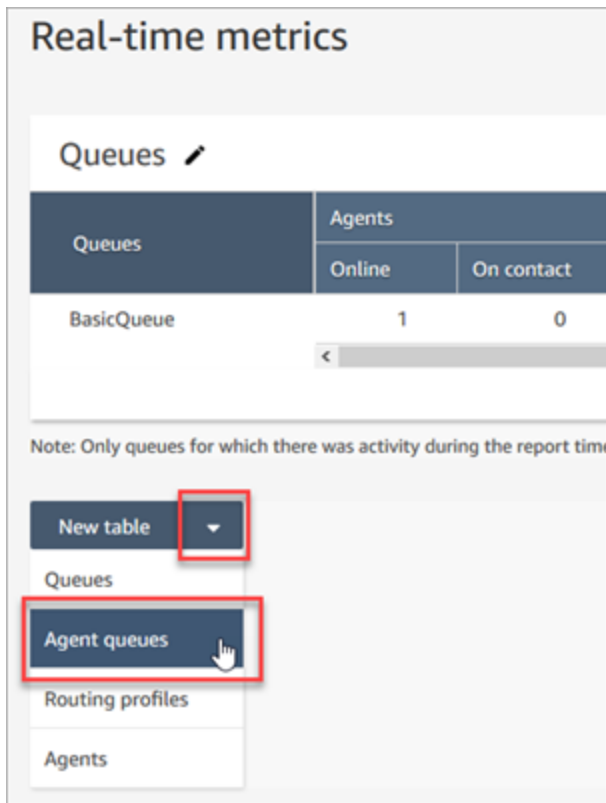 Real-time metrics
Queues
Queues
Agents
Online
On contact
BasicQueue
1
0
Note: Only queues for which there was activity during the report time
New table
Queues
Agent queues
Routing profiles
Agents